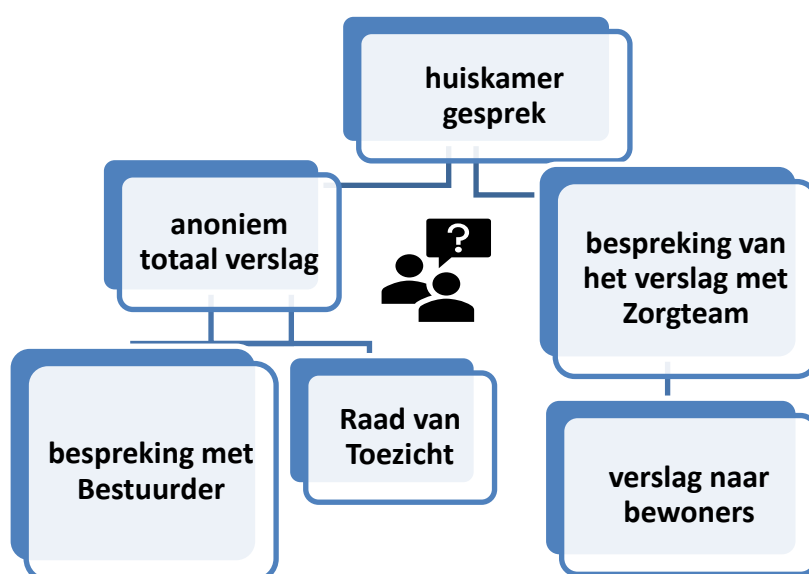 huiskamer
gesprek
anoniem
totaal verslag
?
bespreking van
het verslag met
Zorgteam
bespreking met
Bestuurder
Raad van
Toezicht
verslag naar
bewoners